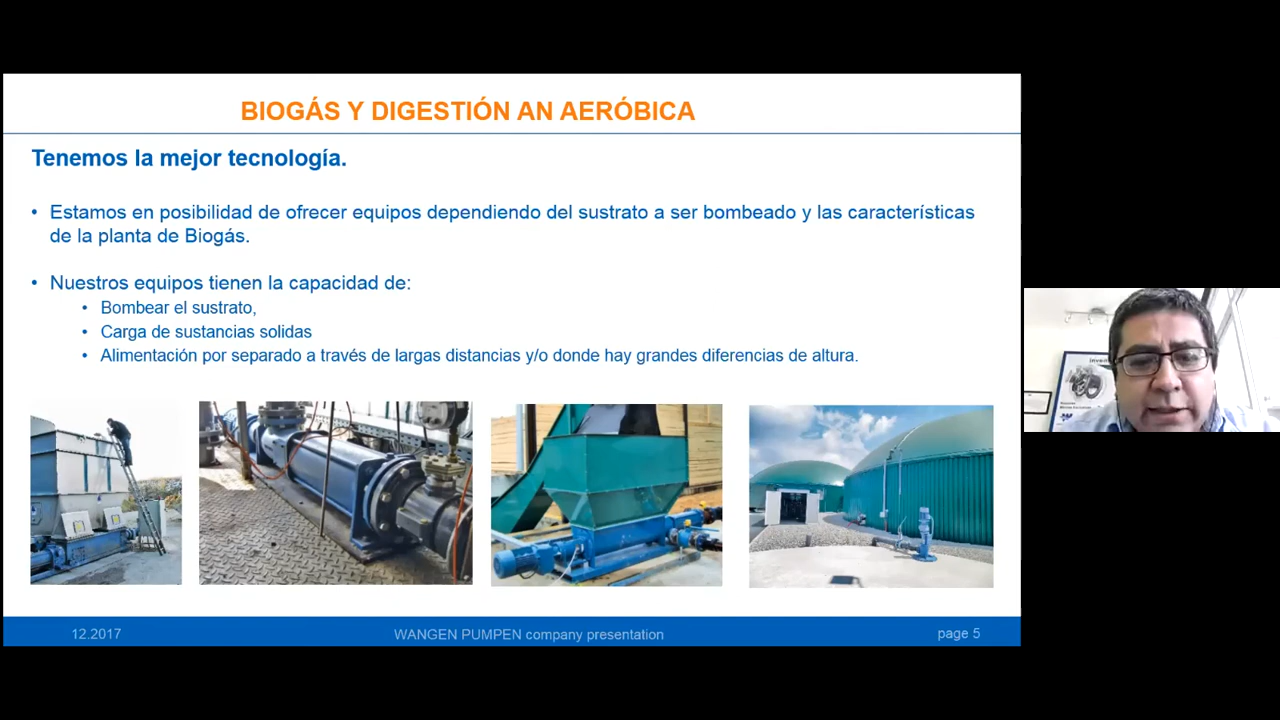 BIOGÁS Y DIGESTIÓN AN AERÓBICA
Tenemos la mejor tecnología.
• Estamos en posibilidad de ofrecer equipos dependiendo del sustrato a ser bombeado y las características
de la planta de Biogás.
• Nuestros equipos tienen la capacidad de:
• Bombear el sustrato,
• Carga de sustancias solidas
• Alimentación por separado a través de largas distancias y/o donde hay grandes diferencias de altura.
12.2017
WANGEN PUMPEN company presentation
page 5